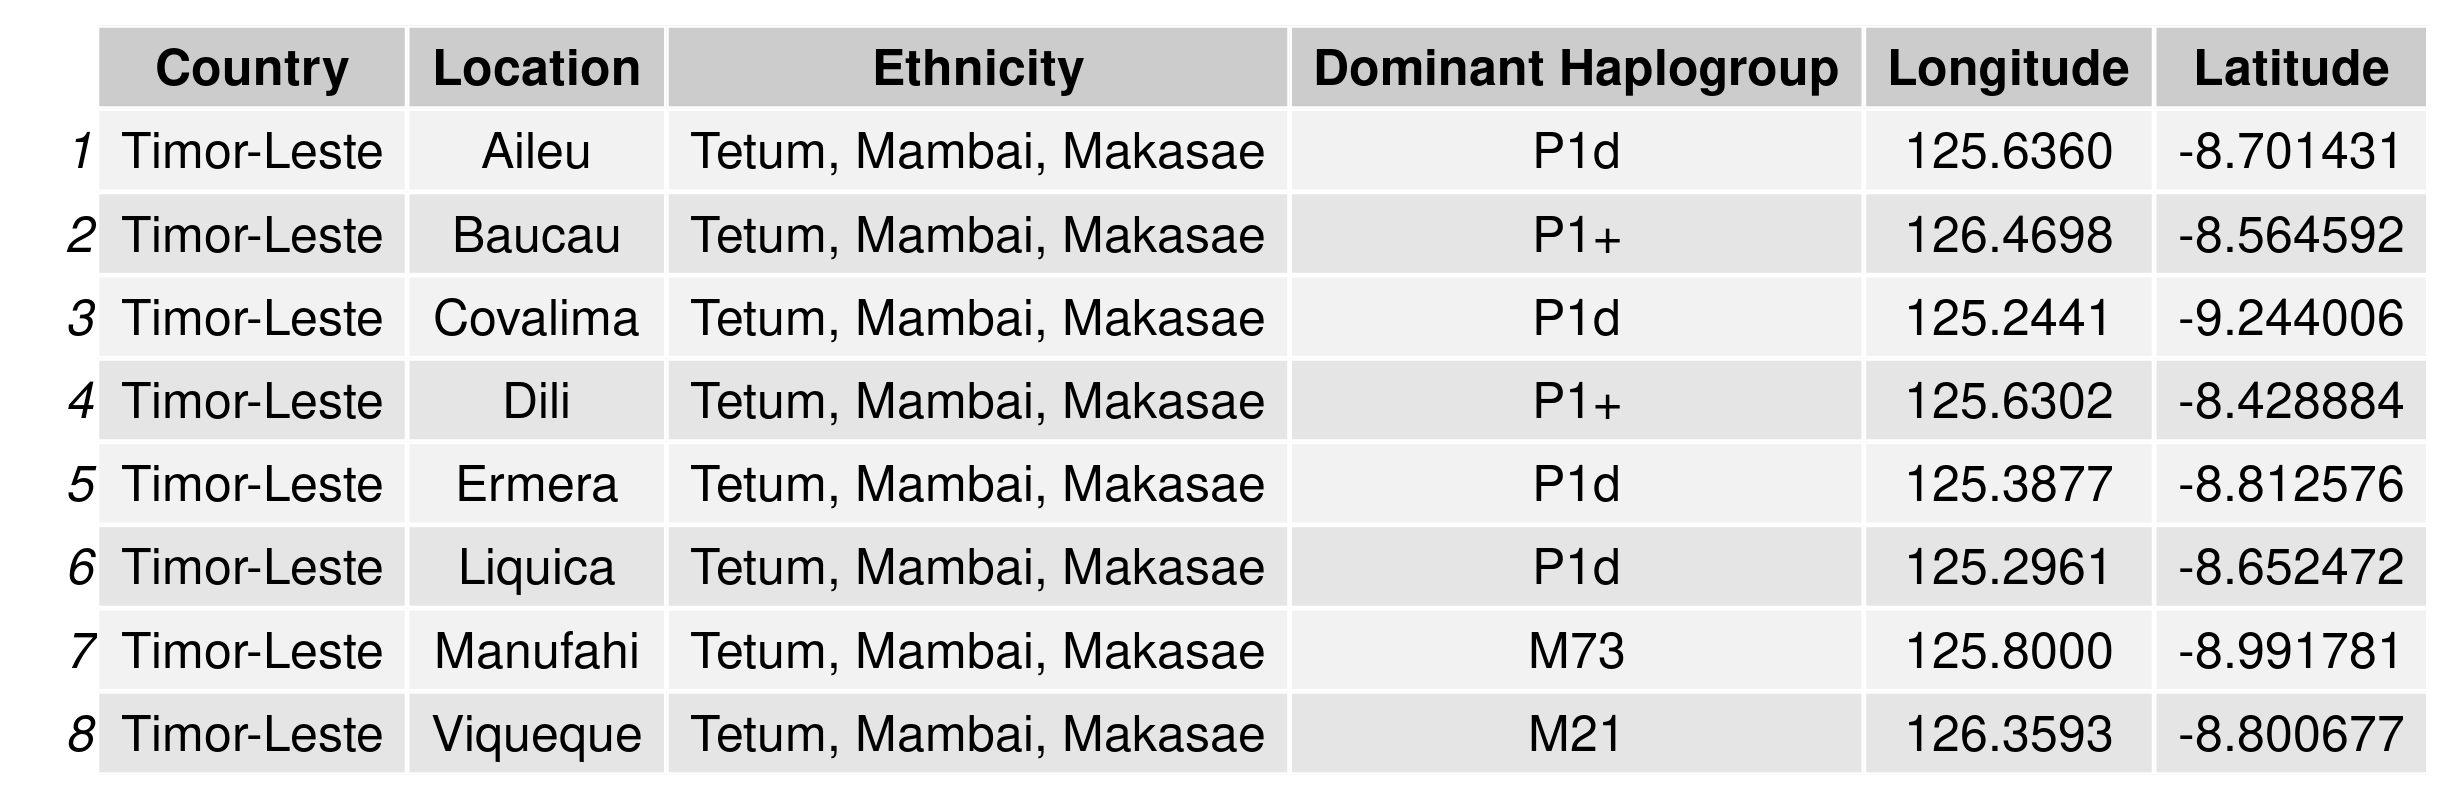 Country Location Ethnicity Dominant Haplogroup Longitude Latitude
1 Timor-Leste Aileu Tetum, Mambai, Makasae P1d 125.6360 -8.701431
2 Timor-Leste Baucau Tetum, Mambai, Makasae P1+ 126.4698 -8.564592
3 Timor-Leste Covalima Tetum, Mambai, Makasae P1d 125.2441 -9.244006
4 Timor-Leste Dili Tetum, Mambai, Makasae P1+ 125.6302 -8.428884
5 Timor-Leste Ermera Tetum, Mambai, Makasae P1d 125.3877 -8.812576
6 Timor-Leste Liquica Tetum, Mambai, Makasae P1d 125.2961 -8.652472
7 Timor-Leste Manufahi Tetum, Mambai, Makasae M73 125.8000 -8.991781
8 Timor-Leste Viqueque Tetum, Mambai, Makasae M21 126.3593 -8.800677